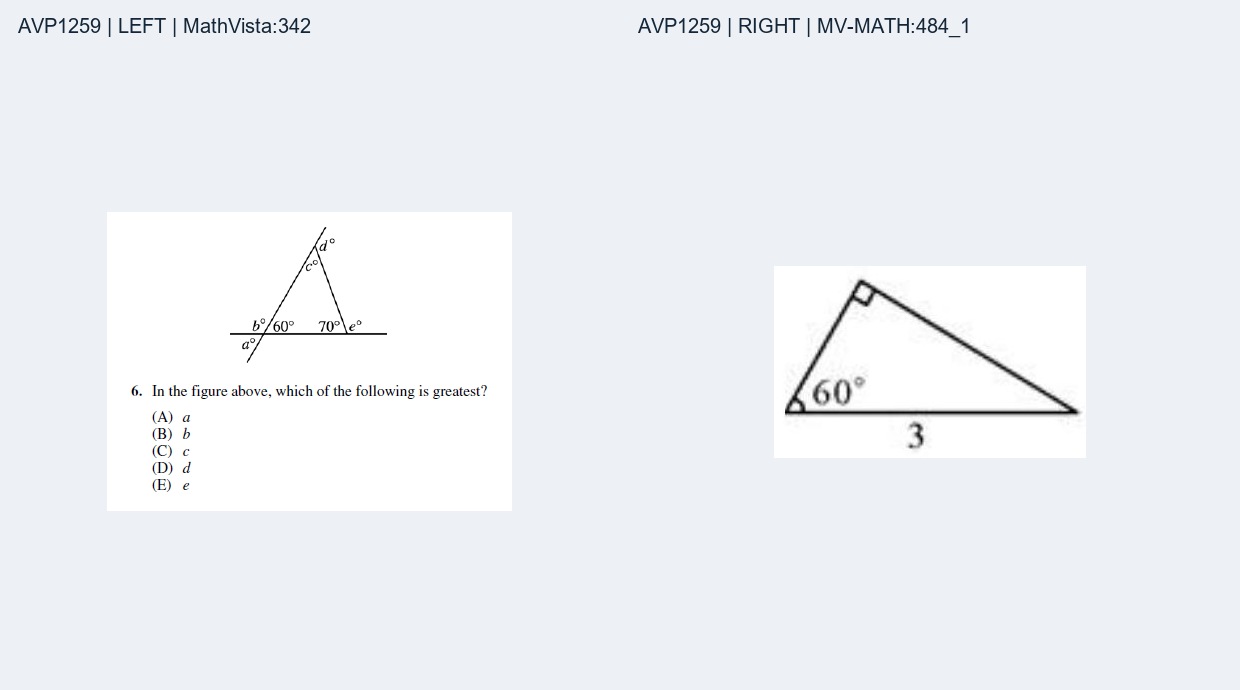 AVP1259 | LEFT | MathVista:342
AVP1259 | RIGHT | MV-MATH:484_1
d°
c°
b° 60° 70° e°
a°
6. In the figure above, which of the following is greatest?
(A) a
(B) b
(C) c
(D) d
(E) e
60°
3